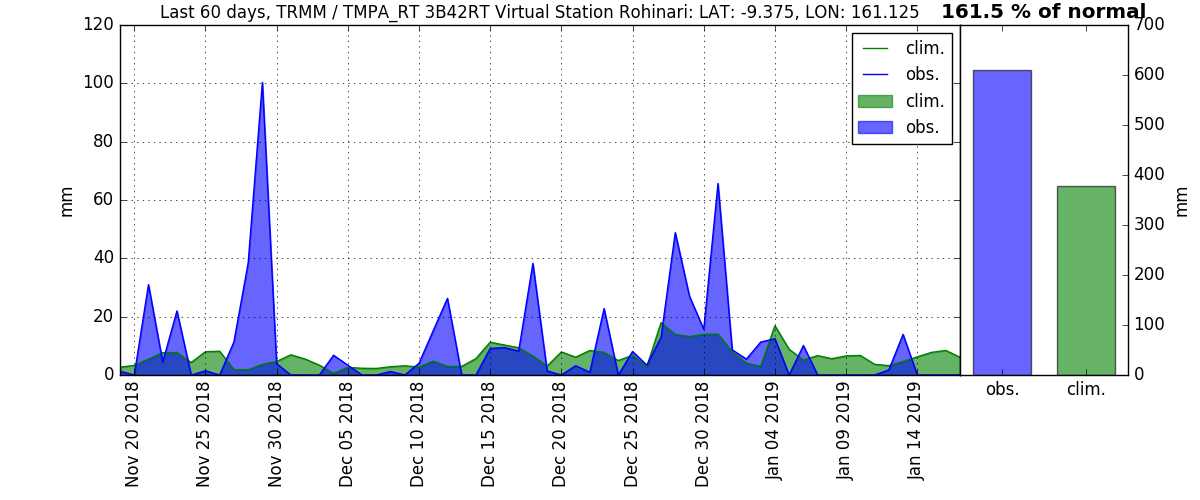 Last 60 days, TRMM / TMPA_RT 3B42RT Virtual Station Rohinari: LAT: -9.375, LON: 161.125
161.5 % of normal
120
100
80
60
40
20
0
mm
clim.
obs.
clim.
obs.
700
600
500
400
300
200
100
0
mm
Nov 20 2018
Nov 25 2018
Nov 30 2018
Dec 05 2018
Dec 10 2018
Dec 15 2018
Dec 20 2018
Dec 25 2018
Dec 30 2018
Jan 04 2019
Jan 09 2019
Jan 14 2019
obs.
clim.